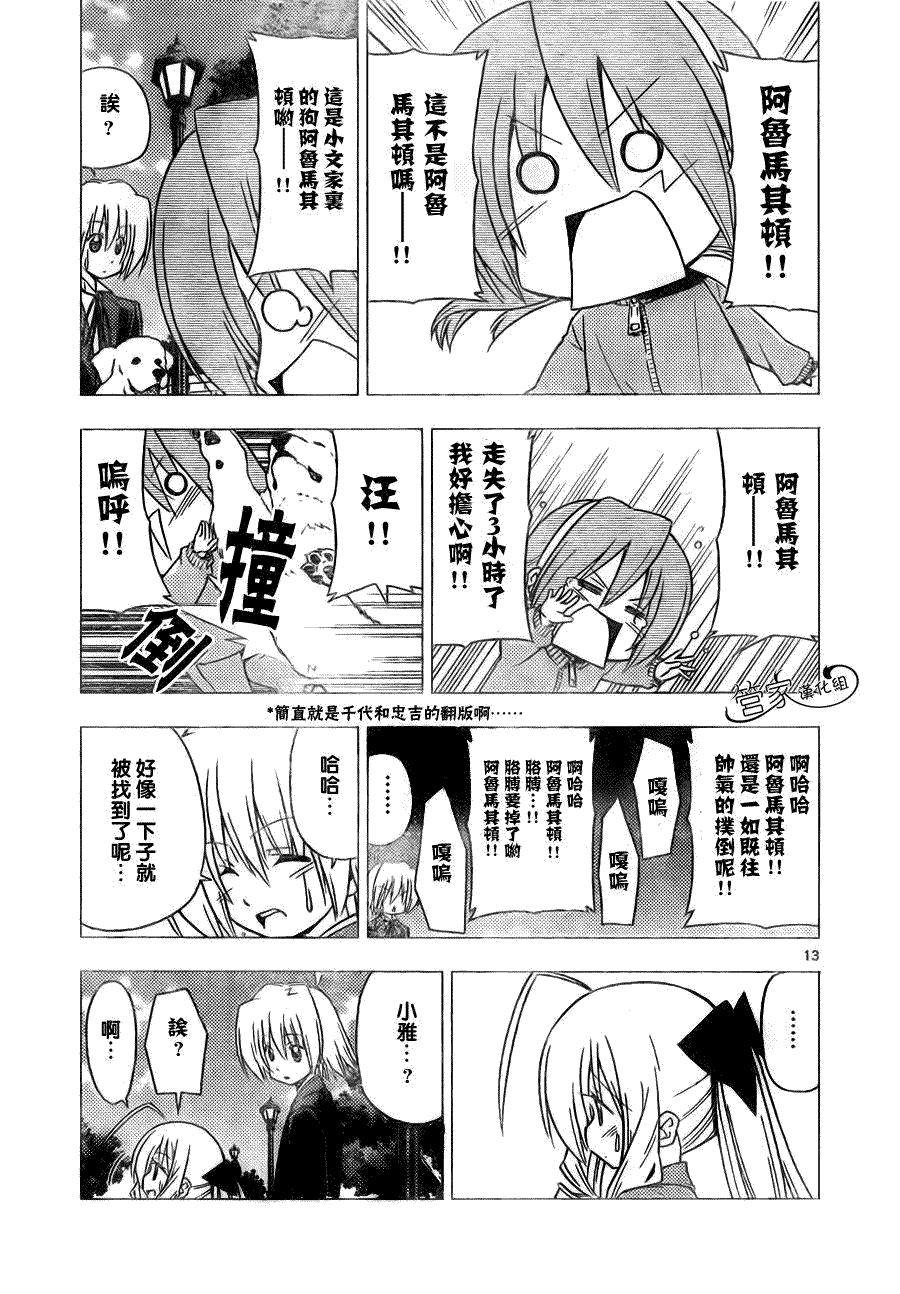 阿魯馬其頓!!
這不是阿魯
馬其頓嗎——!!
這是小文家裏
的狗阿魯馬其
頓喲——!!
誒?
阿魯馬其
頓——!!
走失了3小時了
我好擔心啊!!
汪!!
嗚呼!!
撞
倒
管家漢化組
*簡直就是千代和忠吉的翻版啊……
啊哈哈
阿魯馬其頓!!
還是一如既往
帥氣的撲倒呢!!
嘎嗚
嘎嗚
啊哈哈
阿魯馬其頓!!
胳膊…!!
胳膊要掉了喲
阿魯馬其頓!!
嘎嗚
……
哈哈…
好像一下子就
被找到了呢…
13
……
小雅…?
誒?
啊…